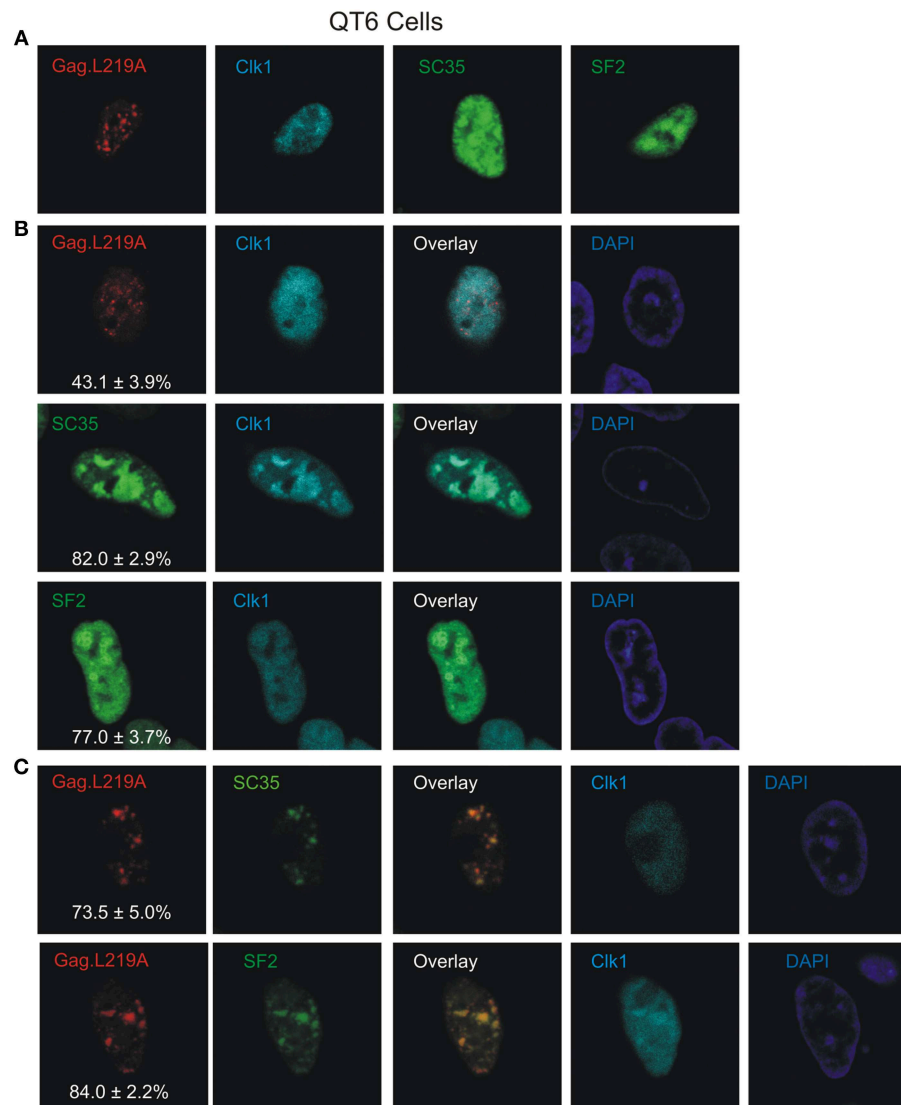 QT6 Cells
A
Gag.L219A Clk1 SC35 SF2
B
Gag.L219A Clk1 Overlay DAPI
43.1 ± 3.9%
SC35 Clk1 Overlay DAPI
82.0 ± 2.9%
SF2 Clk1 Overlay DAPI
77.0 ± 3.7%
C
Gag.L219A SC35 Overlay Clk1 DAPI
73.5 ± 5.0%
Gag.L219A SF2 Overlay Clk1 DAPI
84.0 ± 2.2%